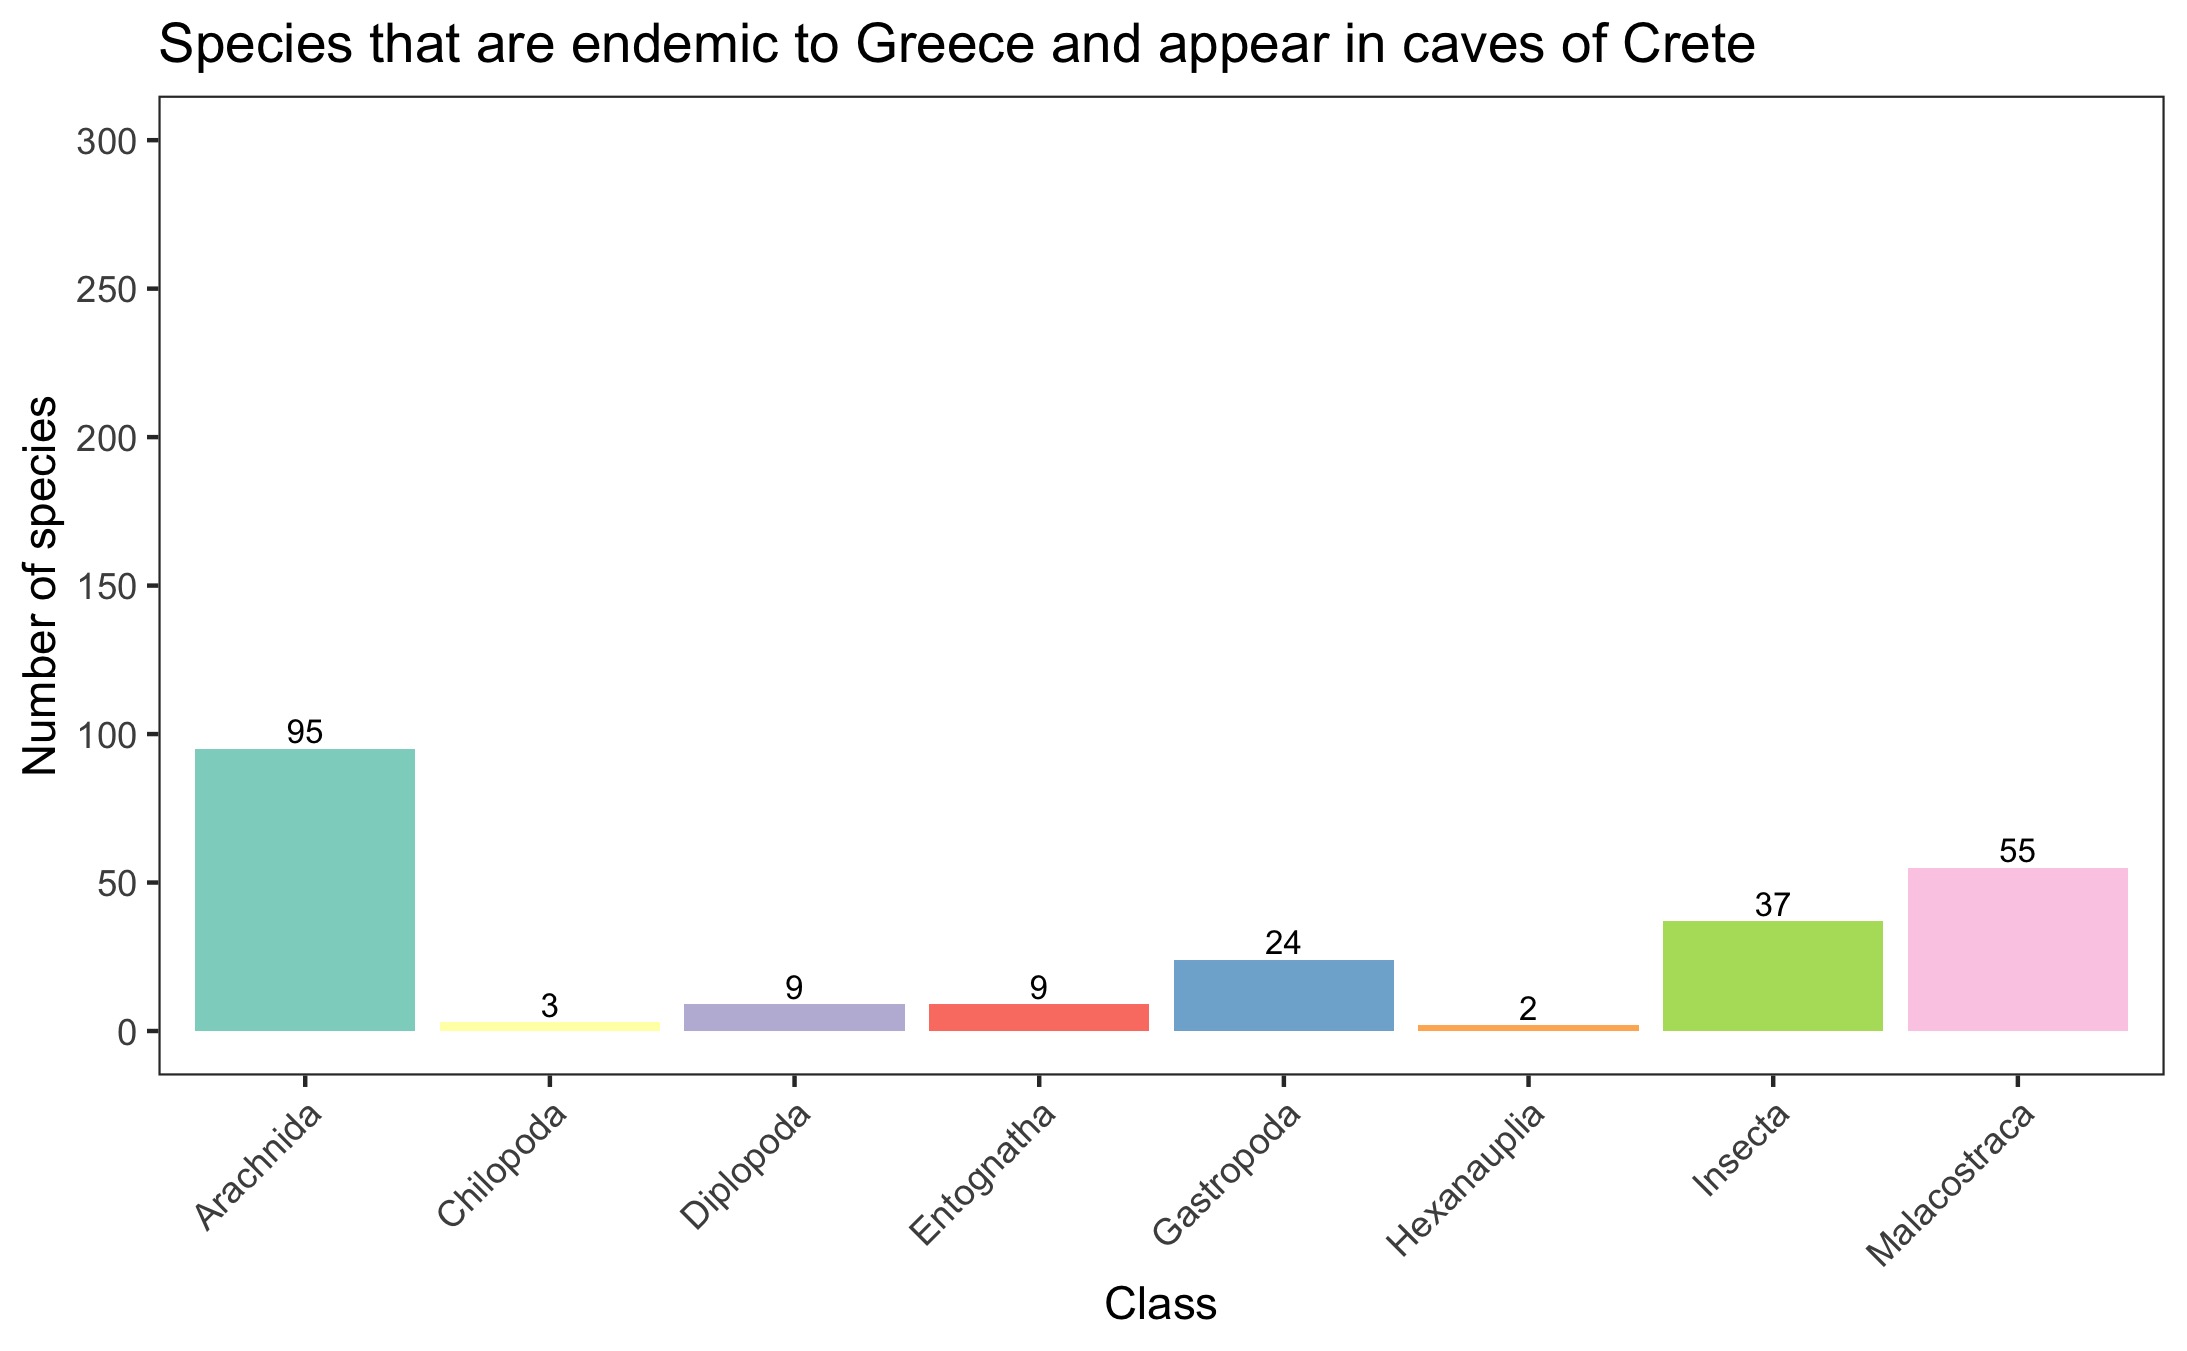 Species that are endemic to Greece and appear in caves of Crete
Number of species
300
250
200
150
100
50
0
95
3
9
9
24
2
37
55
Arachnida
Chilopoda
Diplopoda
Entognatha
Gastropoda
Hexanauplia
Insecta
Malacostraca
Class